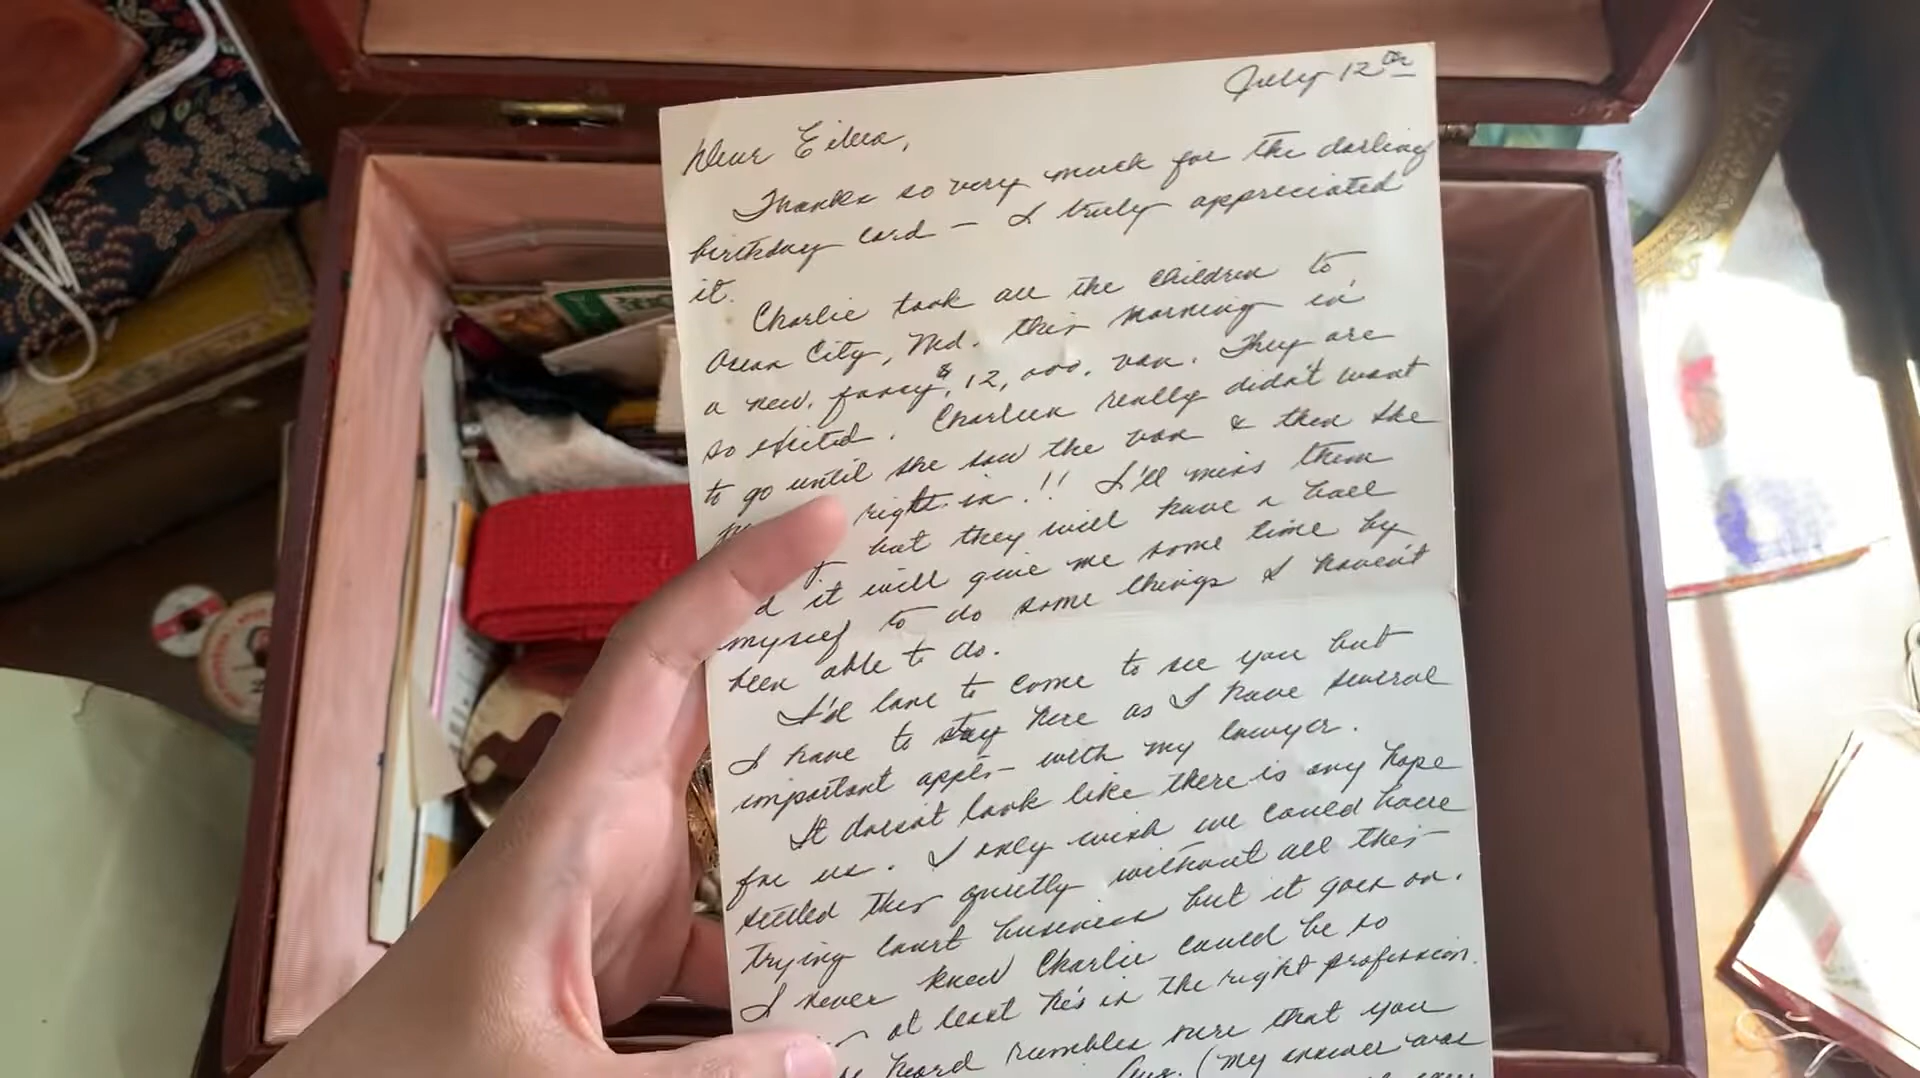 July 12th
Dear Eilea,
Thanks so very much for the darling
birthday card – I truly appreciated
it.
Charlie took all the children to
Ocean City, Md. this morning in
a new, fancy $12,000. van. They are
so excited. Charleen really didn't want
to go until she saw the van & then she
right in!! I'll miss them
but they will have a ball
it will give me some time by
myself to do some things I haven't
been able to do.
I'd love to come to see you but
I have to stay here as I have several
important appts – with my lawyer.
It doesn't look like there is any hope
for us. I only wish we could have
settled this quietly without all this
trying court business but it goes on.
I never knew Charlie could be so
at least he's in the right profession.
heard rumbles here that you
(my answer was